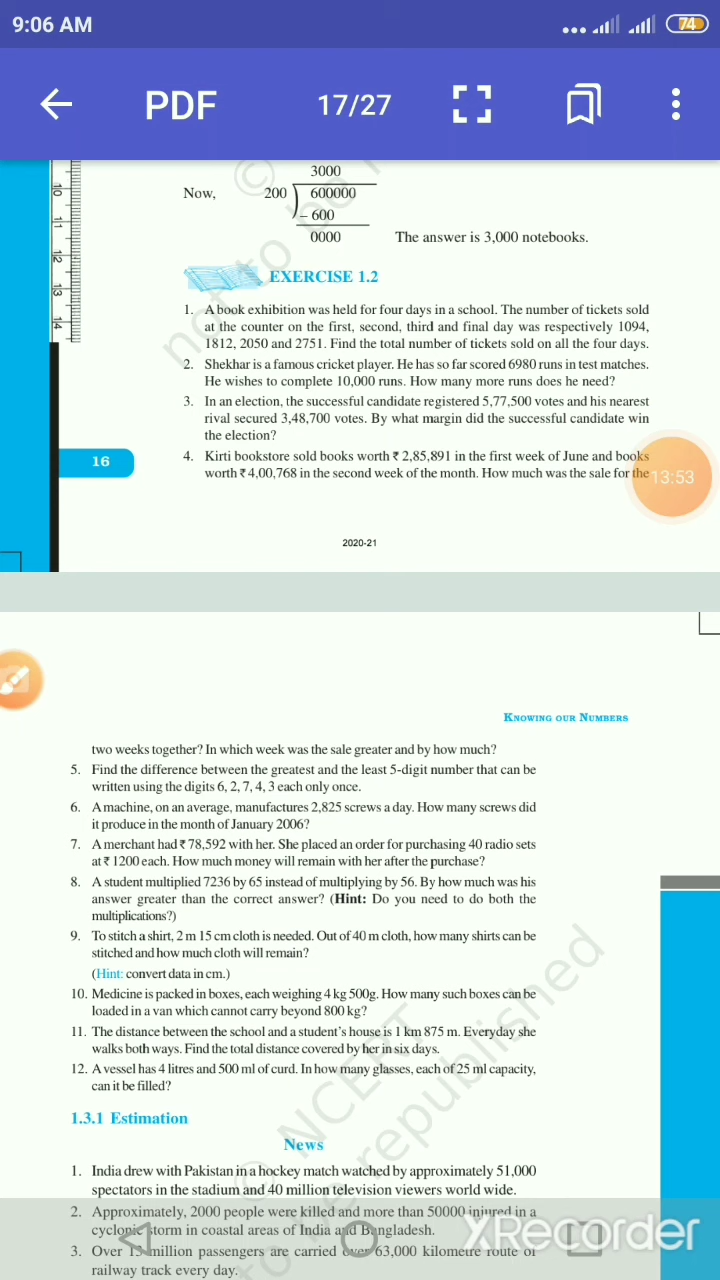 9:06 AM
74
PDF
17/27
3000
Now, 200 600000
– 600
0000 The answer is 3,000 notebooks.
10
11
12
13
14
EXERCISE 1.2
1. A book exhibition was held for four days in a school. The number of tickets sold
at the counter on the first, second, third and final day was respectively 1094,
1812, 2050 and 2751. Find the total number of tickets sold on all the four days.
2. Shekhar is a famous cricket player. He has so far scored 6980 runs in test matches.
He wishes to complete 10,000 runs. How many more runs does he need?
3. In an election, the successful candidate registered 5,77,500 votes and his nearest
rival secured 3,48,700 votes. By what margin did the successful candidate win
the election?
4. Kirti bookstore sold books worth ₹ 2,85,891 in the first week of June and books
worth ₹ 4,00,768 in the second week of the month. How much was the sale for the
16
13:53
2020-21
KNOWING OUR NUMBERS
two weeks together? In which week was the sale greater and by how much?
5. Find the difference between the greatest and the least 5-digit number that can be
written using the digits 6, 2, 7, 4, 3 each only once.
6. A machine, on an average, manufactures 2,825 screws a day. How many screws did
it produce in the month of January 2006?
7. A merchant had ₹ 78,592 with her. She placed an order for purchasing 40 radio sets
at ₹ 1200 each. How much money will remain with her after the purchase?
8. A student multiplied 7236 by 65 instead of multiplying by 56. By how much was his
answer greater than the correct answer? (Hint: Do you need to do both the
multiplications?)
9. To stitch a shirt, 2 m 15 cm cloth is needed. Out of 40 m cloth, how many shirts can be
stitched and how much cloth will remain?
(Hint: convert data in cm.)
10. Medicine is packed in boxes, each weighing 4 kg 500g. How many such boxes can be
loaded in a van which cannot carry beyond 800 kg?
11. The distance between the school and a student's house is 1 km 875 m. Everyday she
walks both ways. Find the total distance covered by her in six days.
12. A vessel has 4 litres and 500 ml of curd. In how many glasses, each of 25 ml capacity,
can it be filled?
1.3.1 Estimation
News
1. India drew with Pakistan in a hockey match watched by approximately 51,000
spectators in the stadium and 40 million television viewers world wide.
2. Approximately, 2000 people were killed and more than 50000 injured in a
cyclonic storm in coastal areas of India and Bangladesh.
3. Over 13 million passengers are carried over 63,000 kilometre route of
railway track every day.
© not to be
© NCERT
to be republished
XRecorder